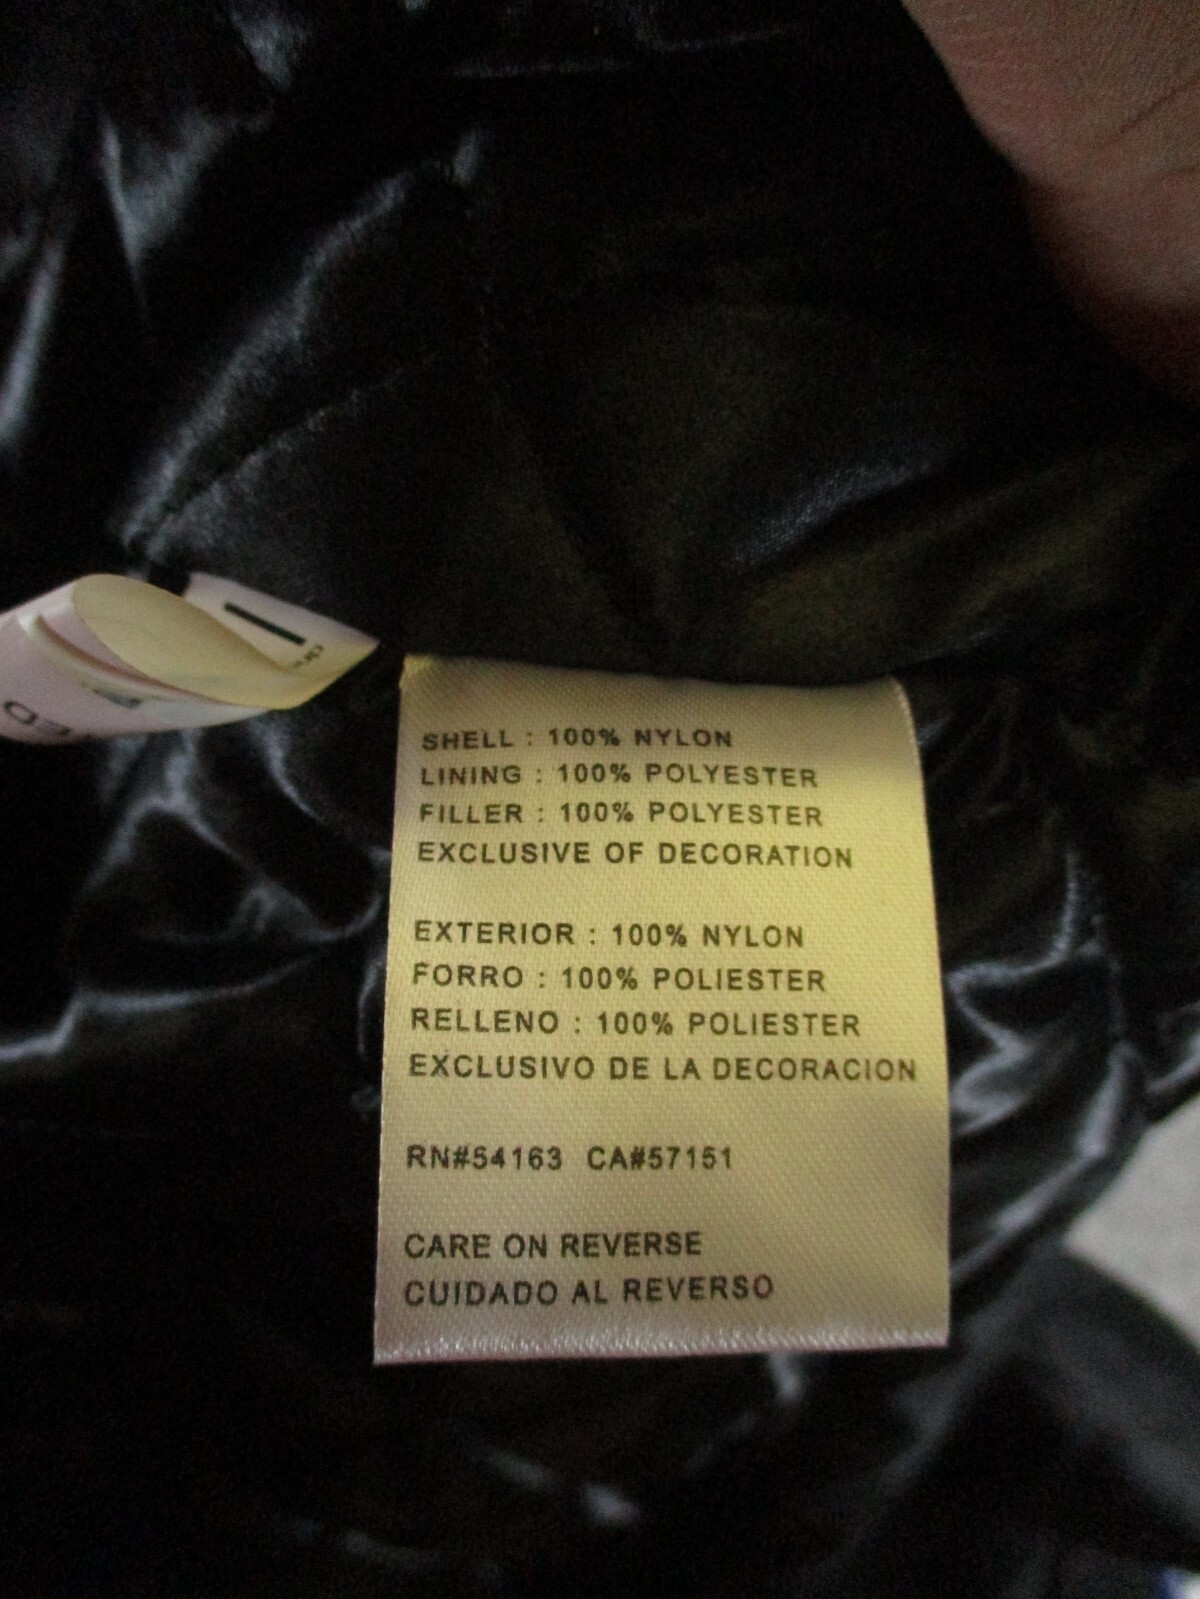 SHELL : 100% NYLON
LINING : 100% POLYESTER
FILLER : 100% POLYESTER
EXCLUSIVE OF DECORATION
EXTERIOR : 100% NYLON
FORRO : 100% POLIESTER
RELLENO : 100% POLIESTER
EXCLUSIVO DE LA DECORACION
RN#54163 CA#57151
CARE ON REVERSE
CUIDADO AL REVERSO